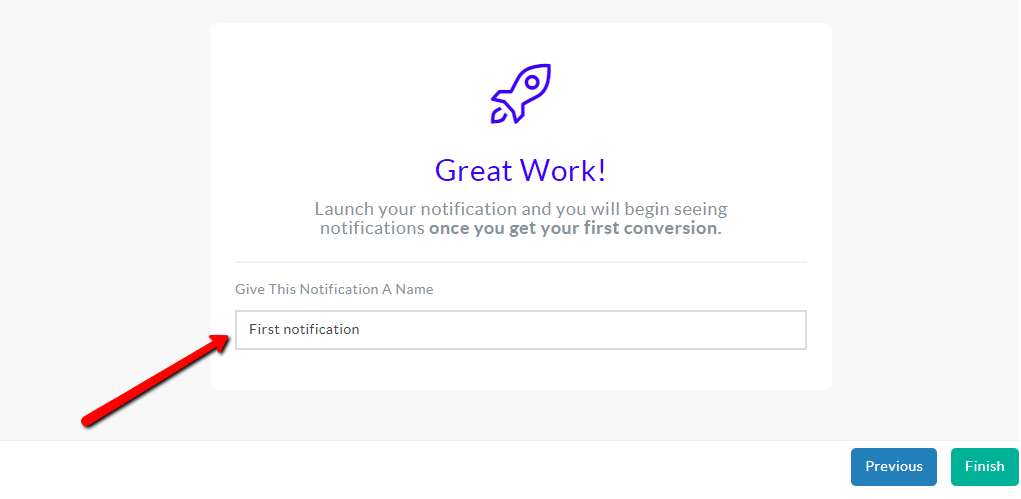 Great Work!
Launch your notification and you will begin seeing
notifications once you get your first conversion.
Give This Notification A Name
First notification
Previous
Finish